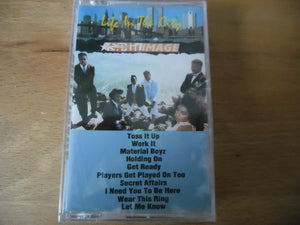 Life In The City
Toss It Up
Work It
Material Boyz
Holding On
Get Ready
Players Get Played On Too
Secret Affairs
I Need You To Be Here
Wear This Ring
Let Me Know